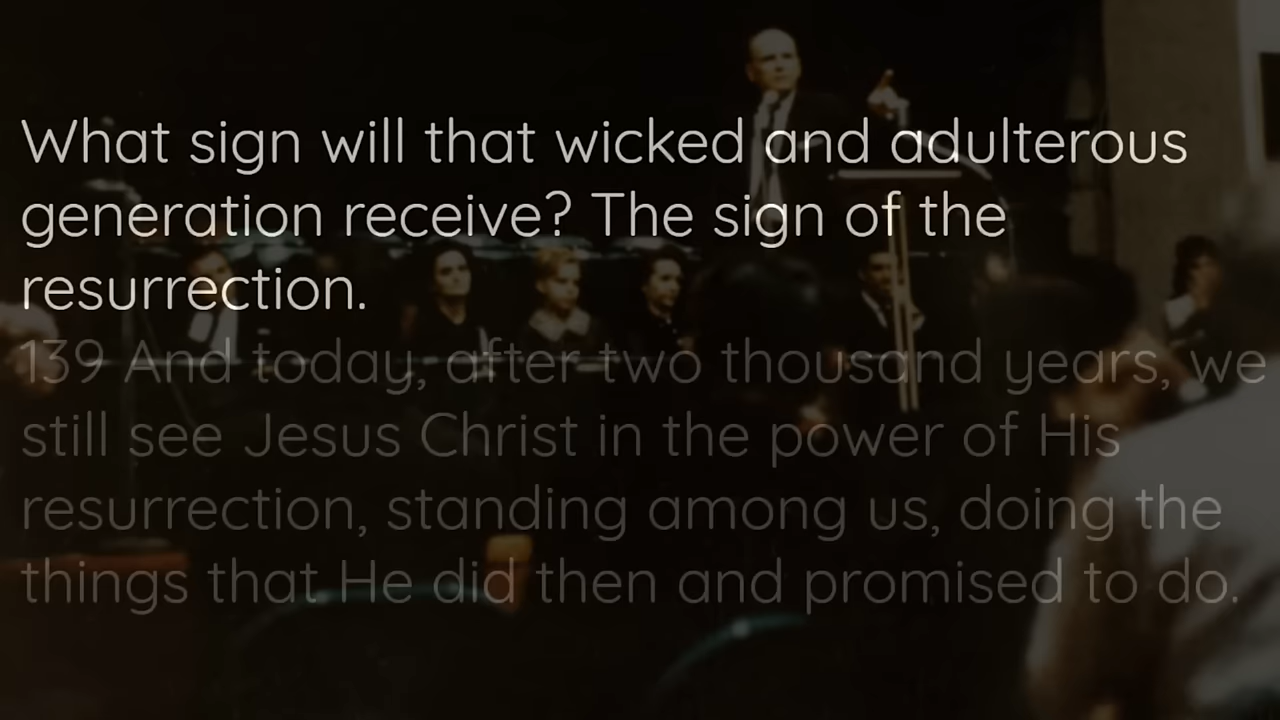 What sign will that wicked and adulterous
generation receive? The sign of the
resurrection.
139 And today, after two thousand years, we
still see Jesus Christ in the power of His
resurrection, standing among us, doing the
things that He did then and promised to do.